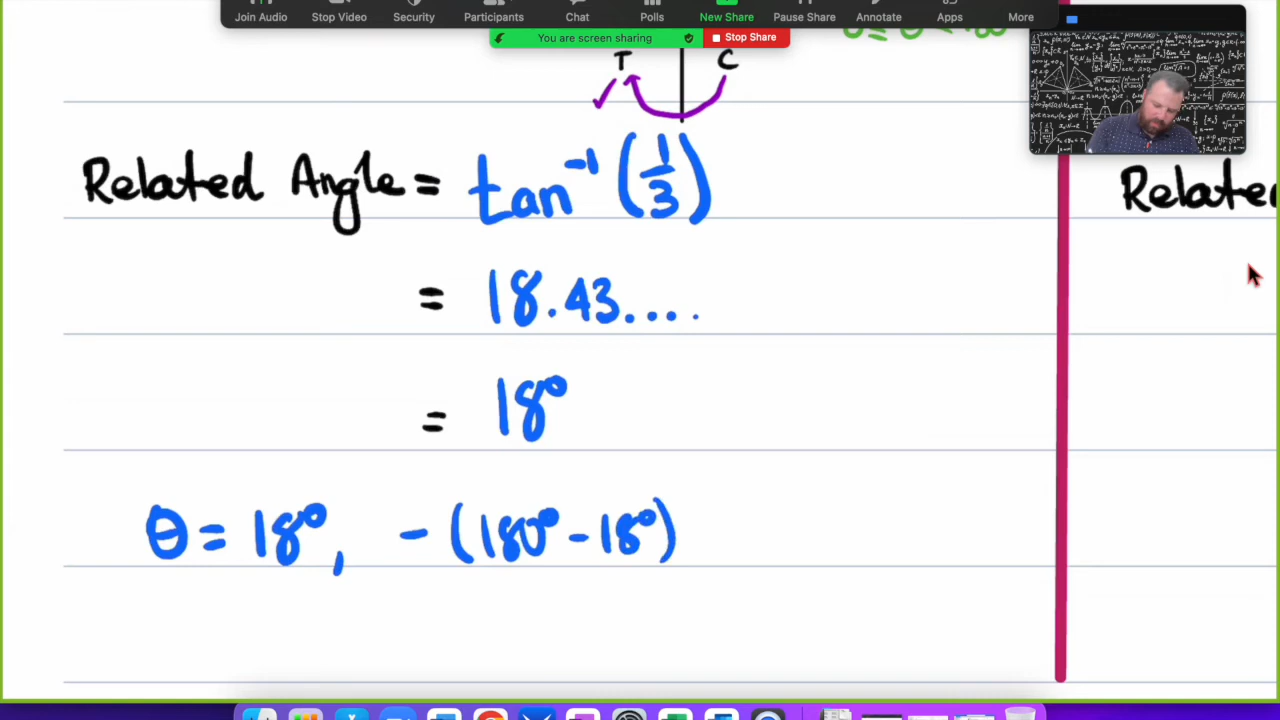 Join Audio Stop Video Security Participants Chat Polls New Share Pause Share Annotate Apps More
You are screen sharing Stop Share
T C
Related Angle = tan⁻¹ (1/3)
= 18.43....
= 18°
θ = 18°, - (180° - 18°)